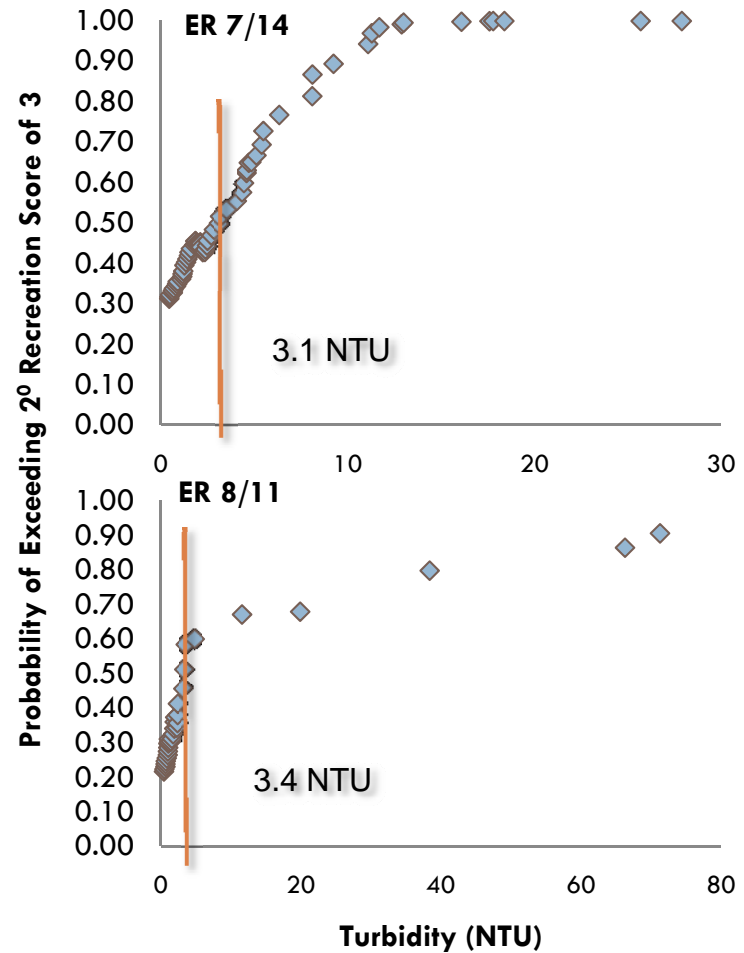 Probability of Exceeding 2⁰ Recreation Score of 3
ER 7/14
1.00
0.90
0.80
0.70
0.60
0.50
0.40
0.30
0.20
0.10
0.00
3.1 NTU
0 10 20 30
ER 8/11
1.00
0.90
0.80
0.70
0.60
0.50
0.40
0.30
0.20
0.10
0.00
3.4 NTU
0 20 40 60 80
Turbidity (NTU)